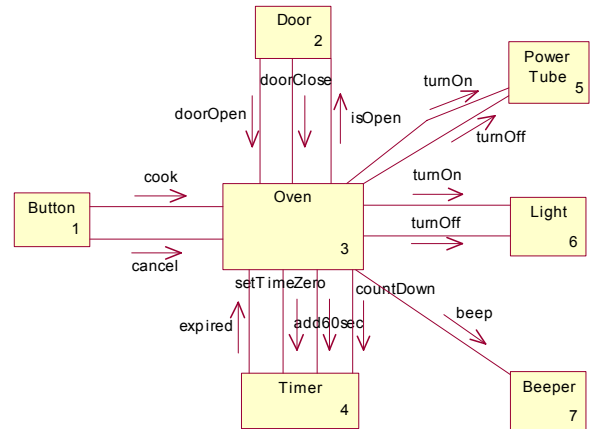 Door
2
doorClose
doorOpen
isOpen
turnOn
Power
Tube
5
turnOff
cook
Button
1
cancel
Oven
3
turnOn
turnOff
Light
6
setTimeZero
countDown
expired
add60sec
beep
Timer
4
Beeper
7